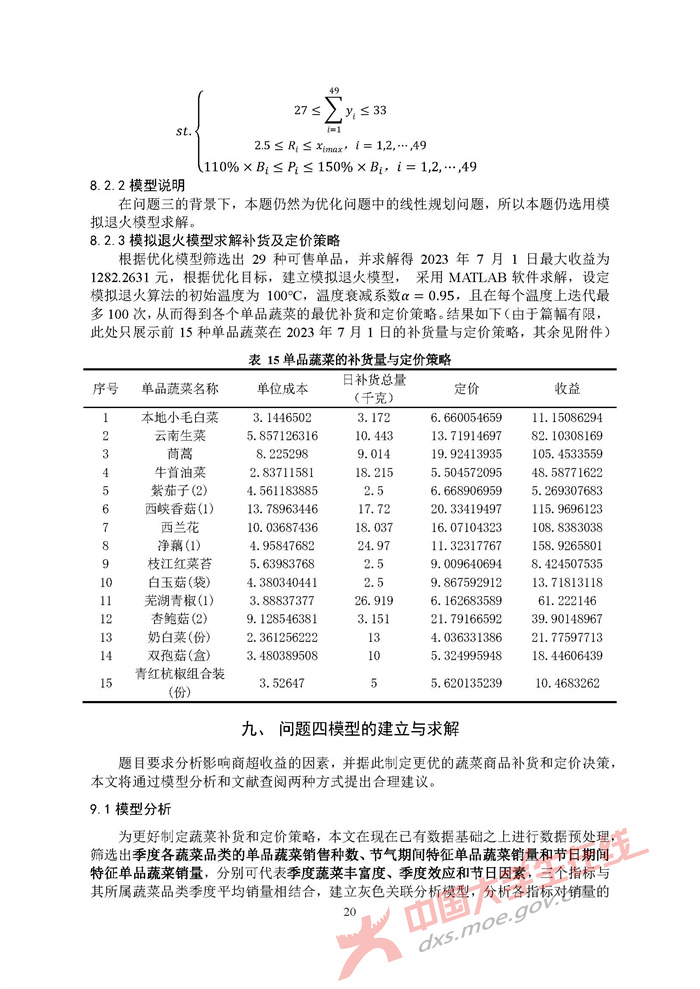 st.
49
27 ≤ ∑ y_i ≤ 33
i=1
2.5 ≤ R_i ≤ x_imax, i = 1,2,⋯,49
110% × B_i ≤ P_i ≤ 150% × B_i, i = 1,2,⋯,49
8.2.2 模型说明
在问题三的背景下，本题仍然为优化问题中的线性规划问题，所以本题仍选用模
拟退火模型求解。
8.2.3 模拟退火模型求解补货及定价策略
根据优化模型筛选出 29 种可售单品，并求解得 2023 年 7 月 1 日最大收益为
1282.2631 元，根据优化目标，建立模拟退火模型， 采用 MATLAB 软件求解，设定
模拟退火算法的初始温度为 100℃，温度衰减系数α = 0.95，且在每个温度上迭代最
多 100 次，从而得到各个单品蔬菜的最优补货和定价策略。结果如下（由于篇幅有限，
此处只展示前 15 种单品蔬菜在 2023 年 7 月 1 日的补货量与定价策略，其余见附件）
表 15 单品蔬菜的补货量与定价策略
序号 单品蔬菜名称 单位成本 日补货总量（千克） 定价 收益
1 本地小毛白菜 3.1446502 3.172 6.660054659 11.15086294
2 云南生菜 5.857126316 10.443 13.71914697 82.10308169
3 茼蒿 8.225298 9.014 19.92413935 105.4533559
4 牛首油菜 2.83711581 18.215 5.504572095 48.58771622
5 紫茄子(2) 4.561183885 2.5 6.668906959 5.269307683
6 西峡香菇(1) 13.78963446 17.72 20.33419497 115.9696123
7 西兰花 10.03687436 18.037 16.07104323 108.8383038
8 净藕(1) 4.95847682 24.97 11.32317767 158.9265801
9 枝江红菜苔 5.63983768 2.5 9.009640694 8.424507535
10 白玉菇(袋) 4.380340441 2.5 9.867592912 13.71813118
11 芜湖青椒(1) 3.88837377 26.919 6.162683589 61.222146
12 杏鲍菇(2) 9.128546381 3.151 21.79166592 39.90148967
13 奶白菜(份) 2.361256222 13 4.036331386 21.77597713
14 双孢菇(盒) 3.480389508 10 5.324995948 18.44606439
15 青红杭椒组合装(份) 3.52647 5 5.620135239 10.4683262
九、 问题四模型的建立与求解
题目要求分析影响商超收益的因素，并据此制定更优的蔬菜商品补货和定价决策，
本文将通过模型分析和文献查阅两种方式提出合理建议。
9.1 模型分析
为更好制定蔬菜补货和定价策略，本文在现在已有数据基础之上进行数据预处理，
筛选出季度各蔬菜品类的单品蔬菜销售种数、节气期间特征单品蔬菜销量和节日期间
特征单品蔬菜销量，分别可代表季度蔬菜丰富度、季度效应和节日因素，三个指标与
其所属蔬菜品类季度平均销量相结合，建立灰色关联分析模型，分析各指标对销量的
20
中国大学生在线
dxs.moe.gov.cn